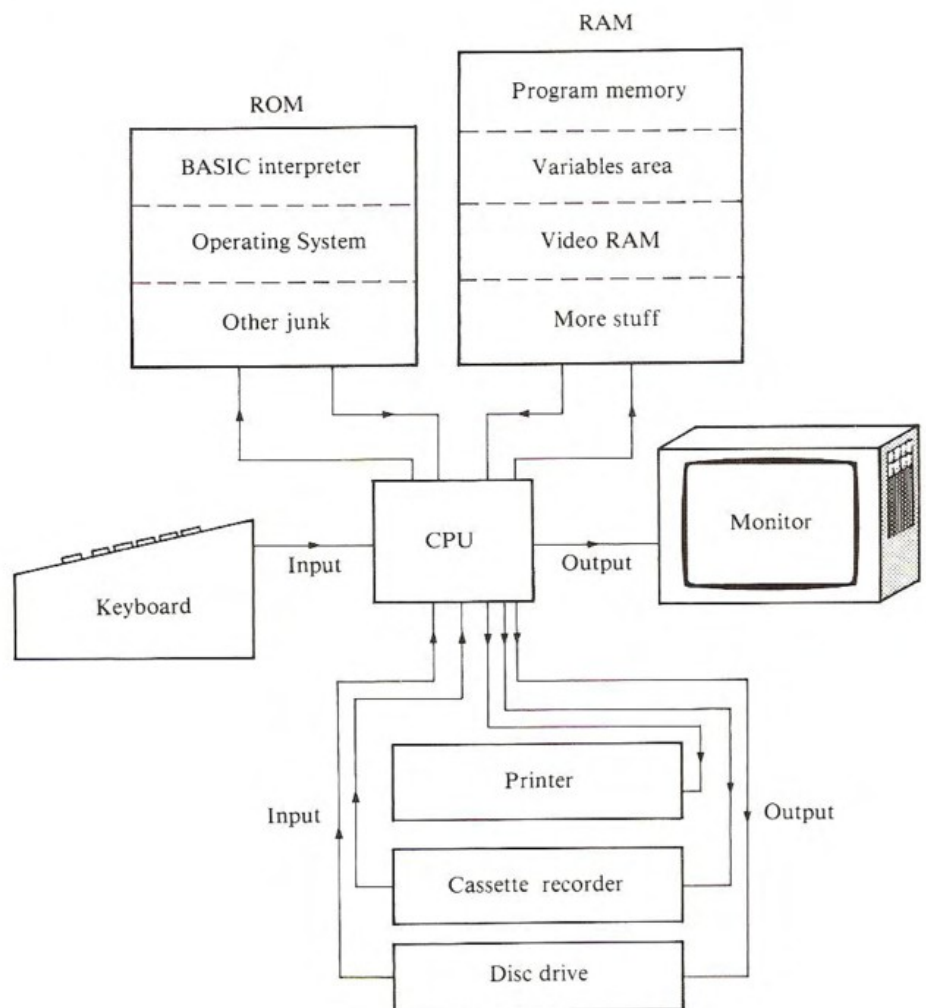 RAM
Program memory
Variables area
Video RAM
More stuff
ROM
BASIC interpreter
Operating System
Other junk
Keyboard
Input
CPU
Output
Monitor
Input
Printer
Cassette recorder
Disc drive
Output